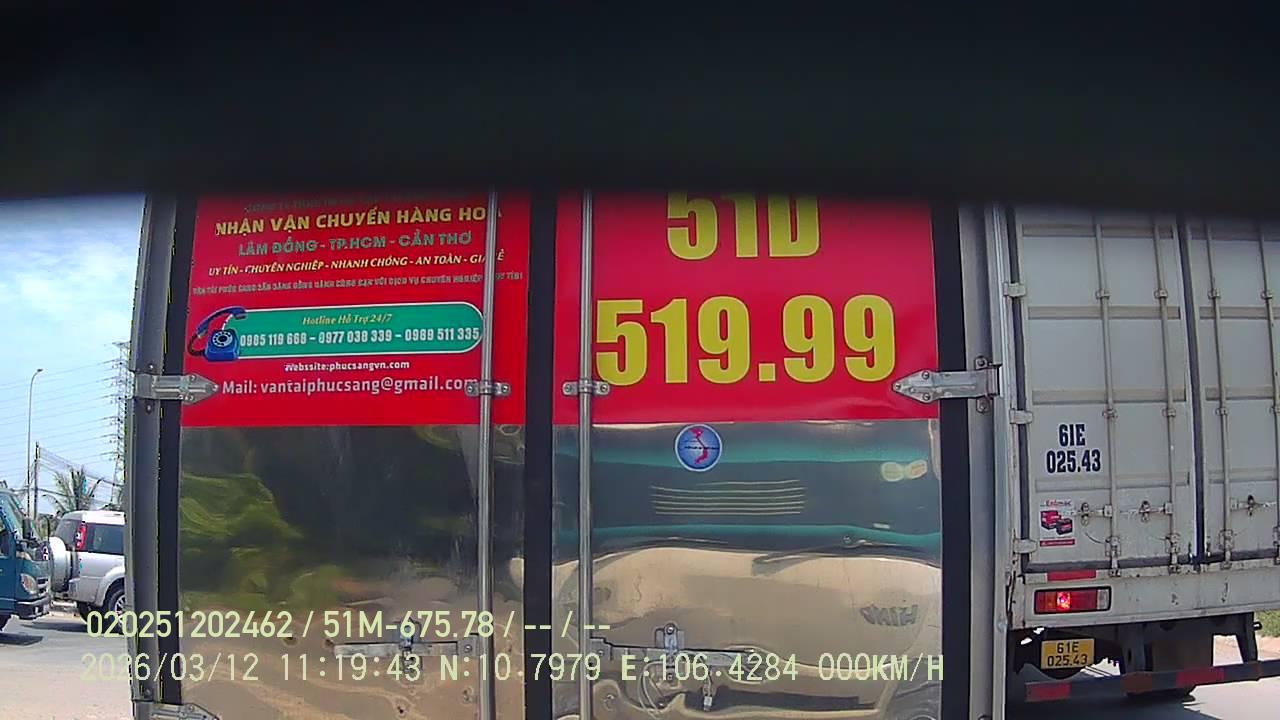 NHẬN VẬN CHUYỂN HÀNG HOÁ
LÂM ĐỒNG - TP.HCM - CẦN THƠ
UY TÍN - CHUYÊN NGHIỆP - NHANH CHÓNG - AN TOÀN - GIÁ RẺ
Hotline Hỗ Trợ 24/7
0985 119 668 - 0977 038 339 - 0989 511 335
Webssite:phucsangvn.com
Mail: vantaiphucsang@gmail.com
51D
519.99
61E
025.43
61E
025.43
020251202462 / 51M-675.78 / -- / --
2026/03/12 11:19:43 N:10.7979 E:106.4284 000KM/H